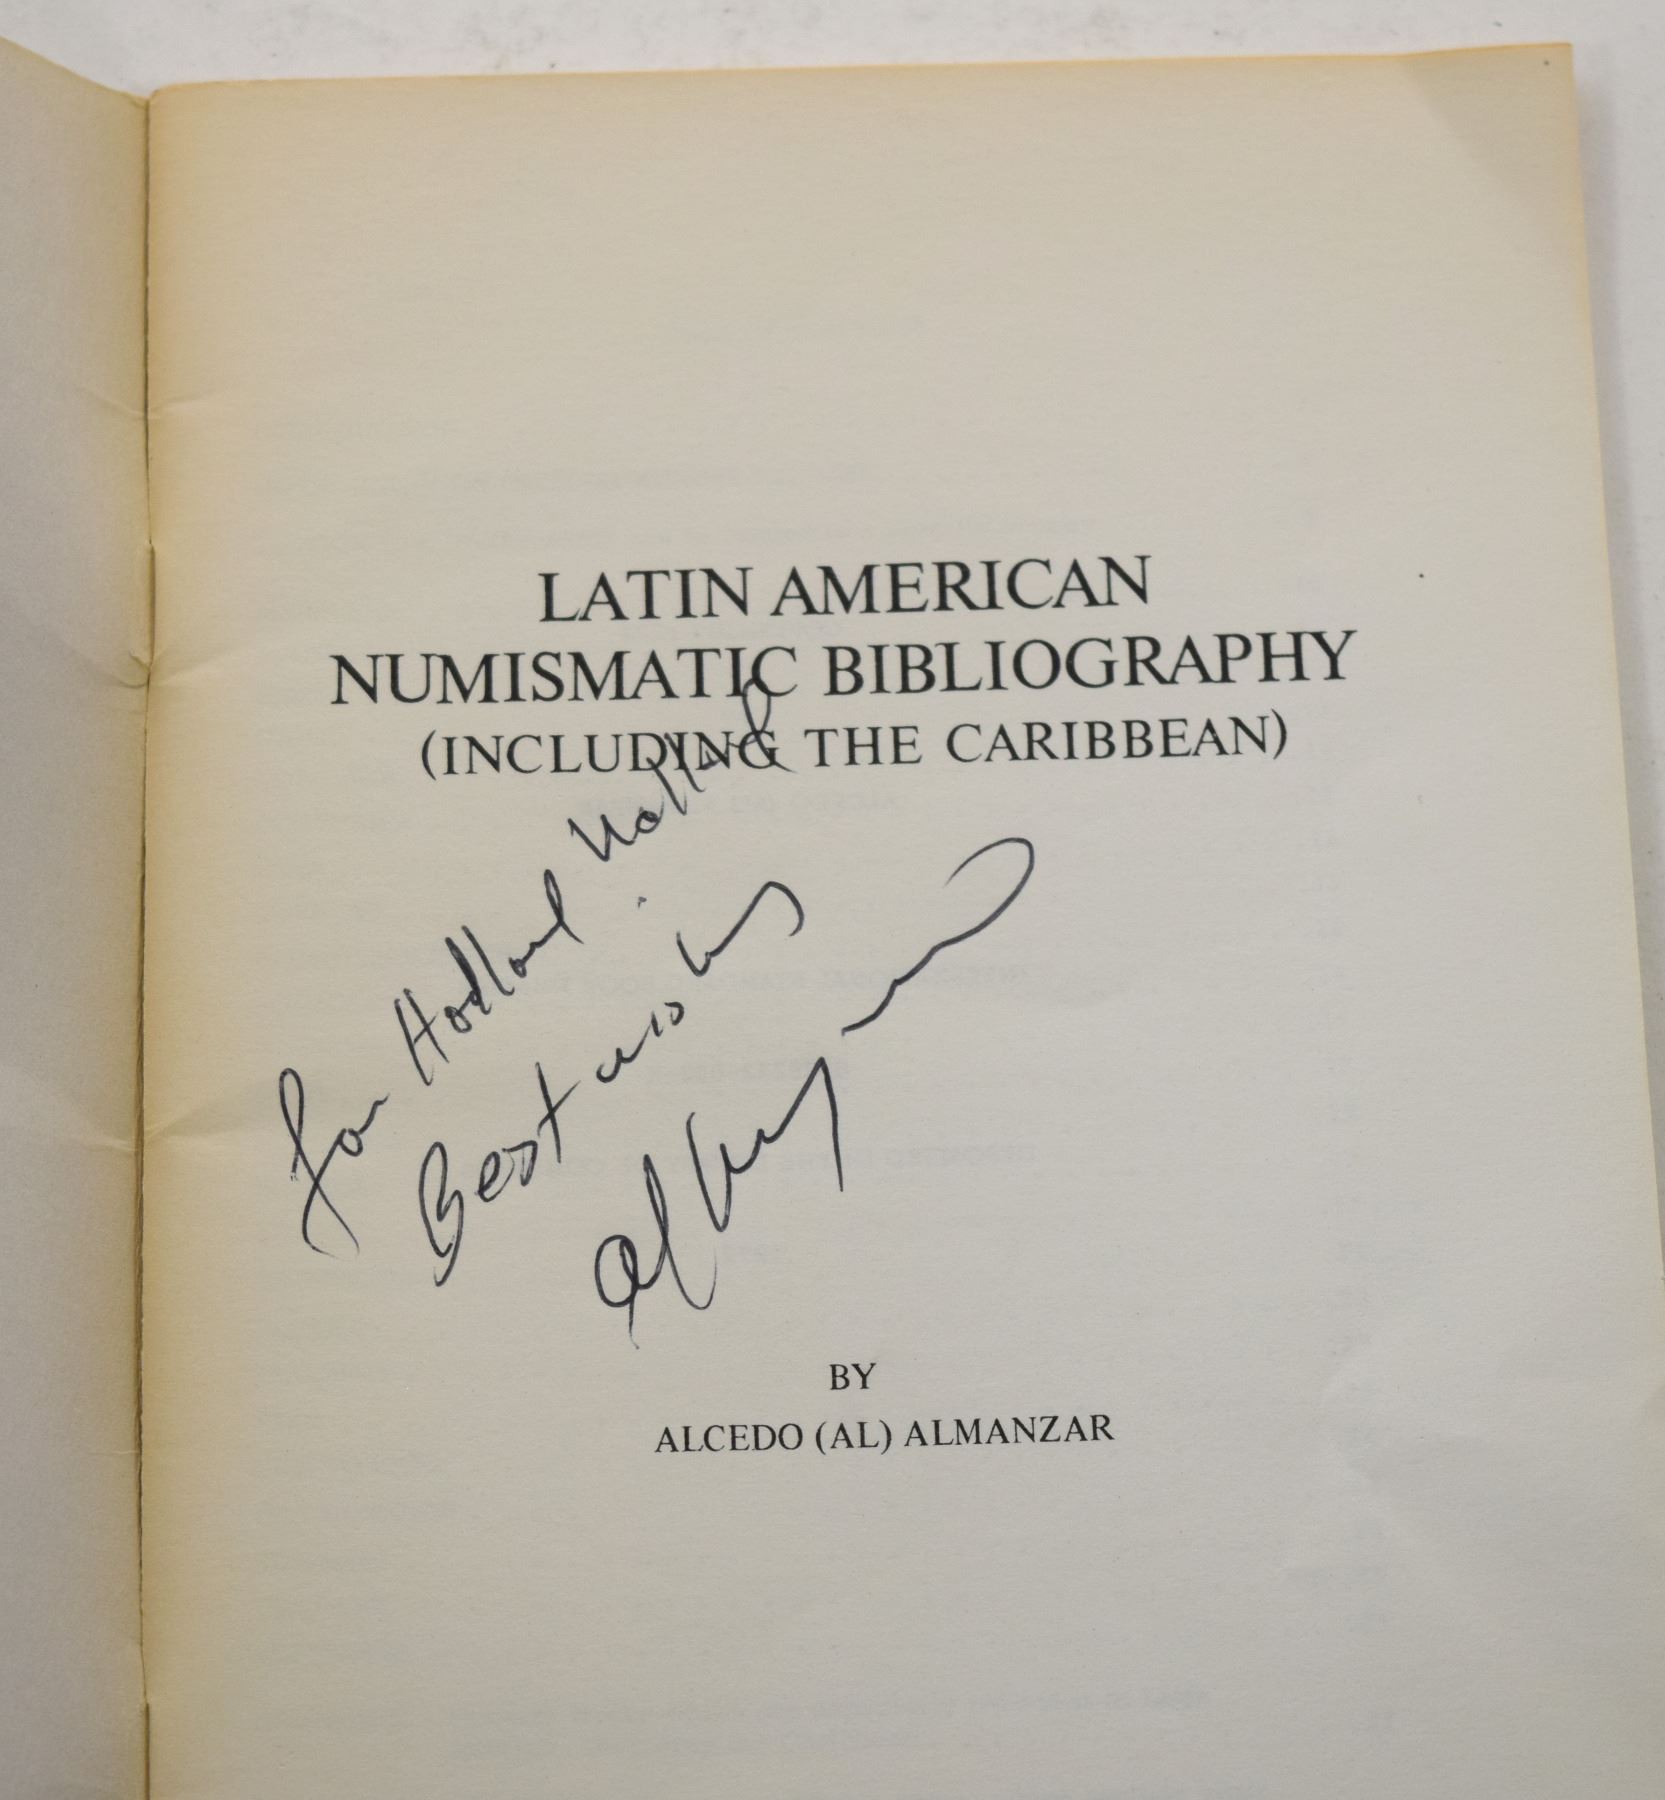 LATIN AMERICAN
NUMISMATIC BIBLIOGRAPHY
(INCLUDING THE CARIBBEAN)
for Holland
Best wishes
BY
ALCEDO (AL) ALMANZAR